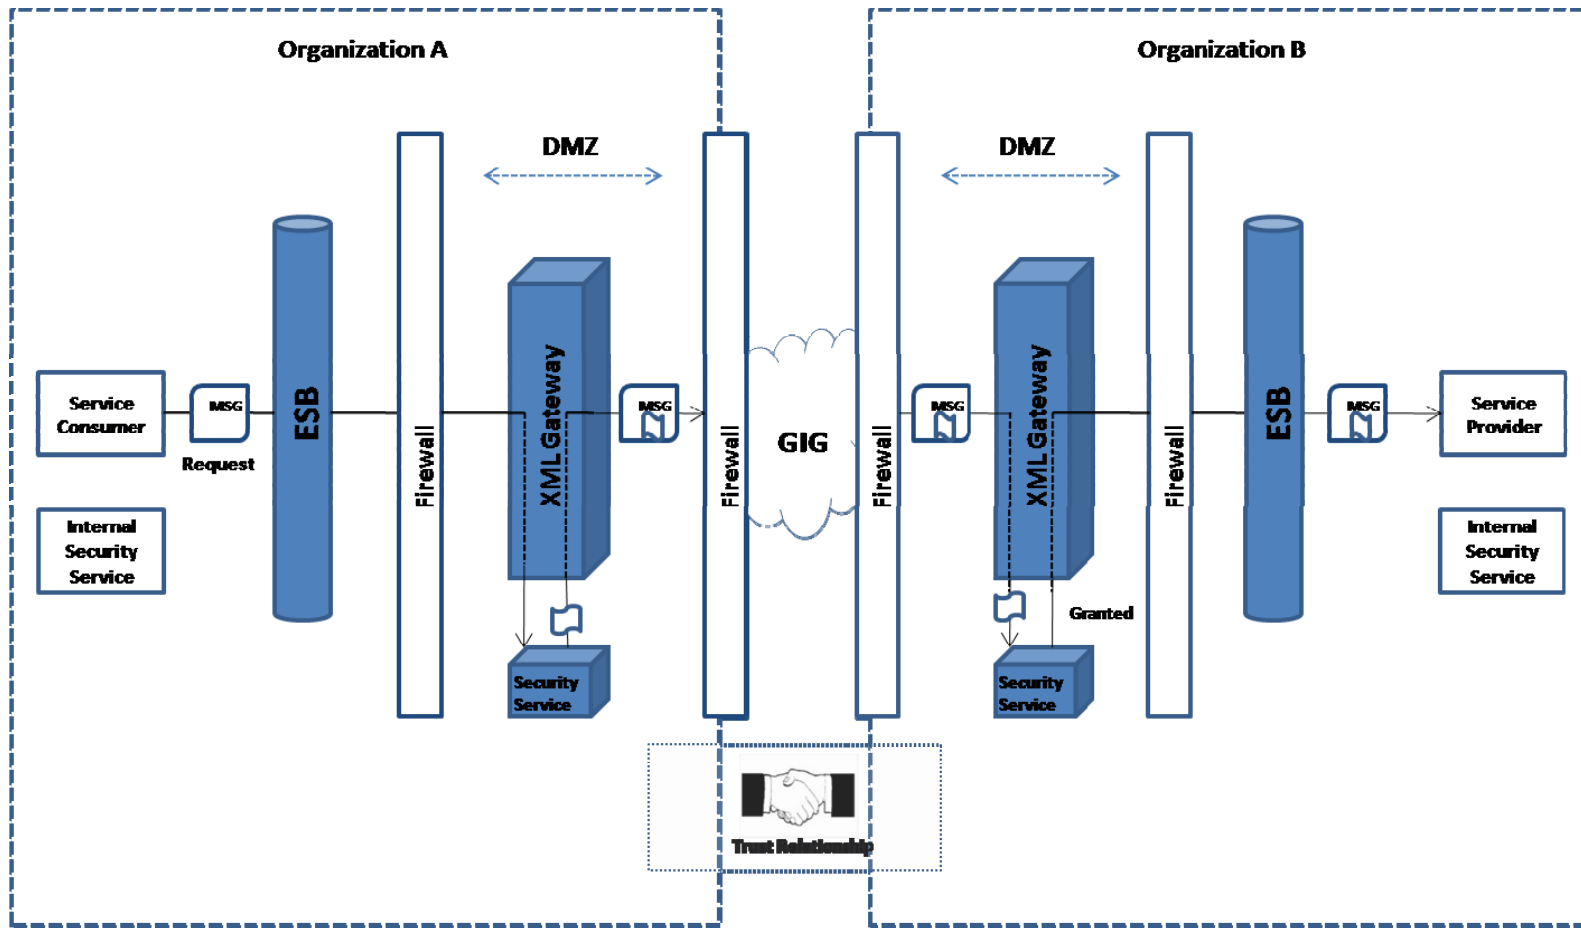 Organization A
Organization B
DMZ
DMZ
Service
Consumer
MSG
Request
ESB
Firewall
XML Gateway
MSG
Firewall
GIG
Firewall
MSG
XML Gateway
Firewall
ESB
MSG
Service
Provider
Internal
Security
Service
Security
Service
Granted
Security
Service
Internal
Security
Service
Trust Relationship